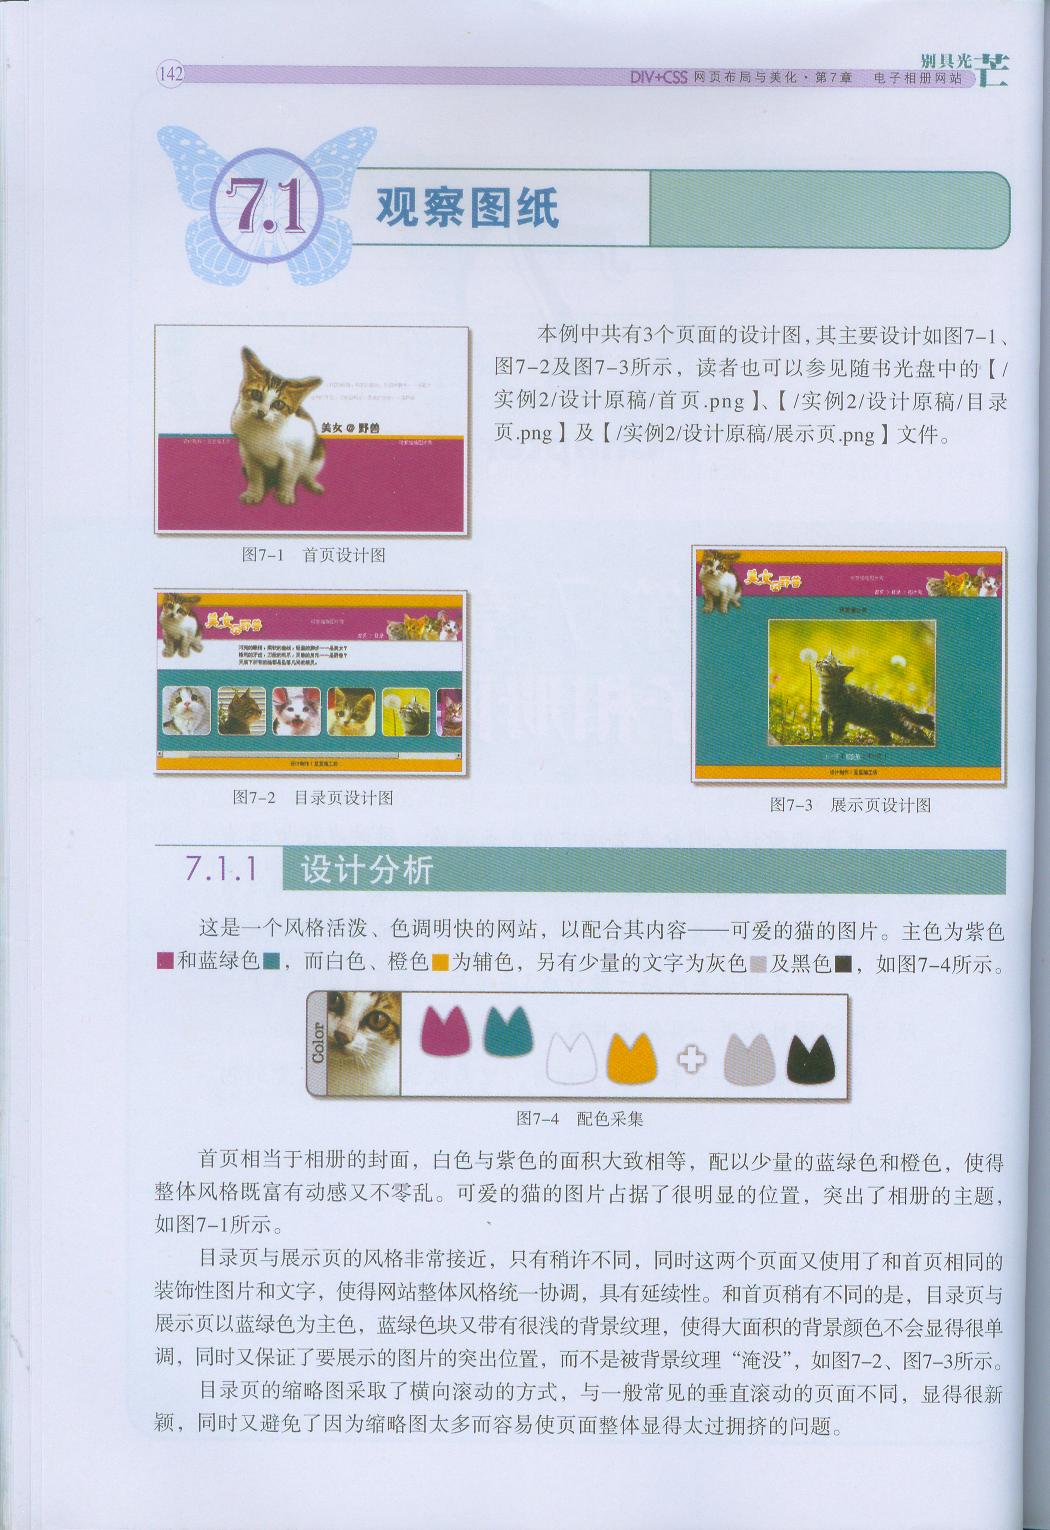 142
别具光芒
DIV+CSS 网页布局与美化·第7章 电子相册网站
7.1 观察图纸
本例中共有3个页面的设计图，其主要设计如图7-1、
图7-2及图7-3所示，读者也可以参见随书光盘中的【/
实例2/设计原稿/首页.png】、【/实例2/设计原稿/目录
页.png】及【/实例2/设计原稿/展示页.png】文件。
美女@野兽
图7-1 首页设计图
美女与野兽
图7-2 目录页设计图
美女与野兽
图7-3 展示页设计图
7.1.1 设计分析
这是一个风格活泼、色调明快的网站，以配合其内容——可爱的猫的图片。主色为紫色
和蓝绿色，而白色、橙色为辅色，另有少量的文字为灰色及黑色，如图7-4所示。
Color
图7-4 配色采集
首页相当于相册的封面，白色与紫色的面积大致相等，配以少量的蓝绿色和橙色，使得
整体风格既富有动感又不零乱。可爱的猫的图片占据了很明显的位置，突出了相册的主题，
如图7-1所示。
目录页与展示页的风格非常接近，只有稍许不同，同时这两个页面又使用了和首页相同的
装饰性图片和文字，使得网站整体风格统一协调，具有延续性。和首页稍有不同的是，目录页与
展示页以蓝绿色为主色，蓝绿色块又带有很浅的背景纹理，使得大面积的背景颜色不会显得很单
调，同时又保证了要展示的图片的突出位置，而不是被背景纹理“淹没”，如图7-2、图7-3所示。
目录页的缩略图采取了横向滚动的方式，与一般常见的垂直滚动的页面不同，显得很新
颖，同时又避免了因为缩略图太多而容易使页面整体显得太过拥挤的问题。